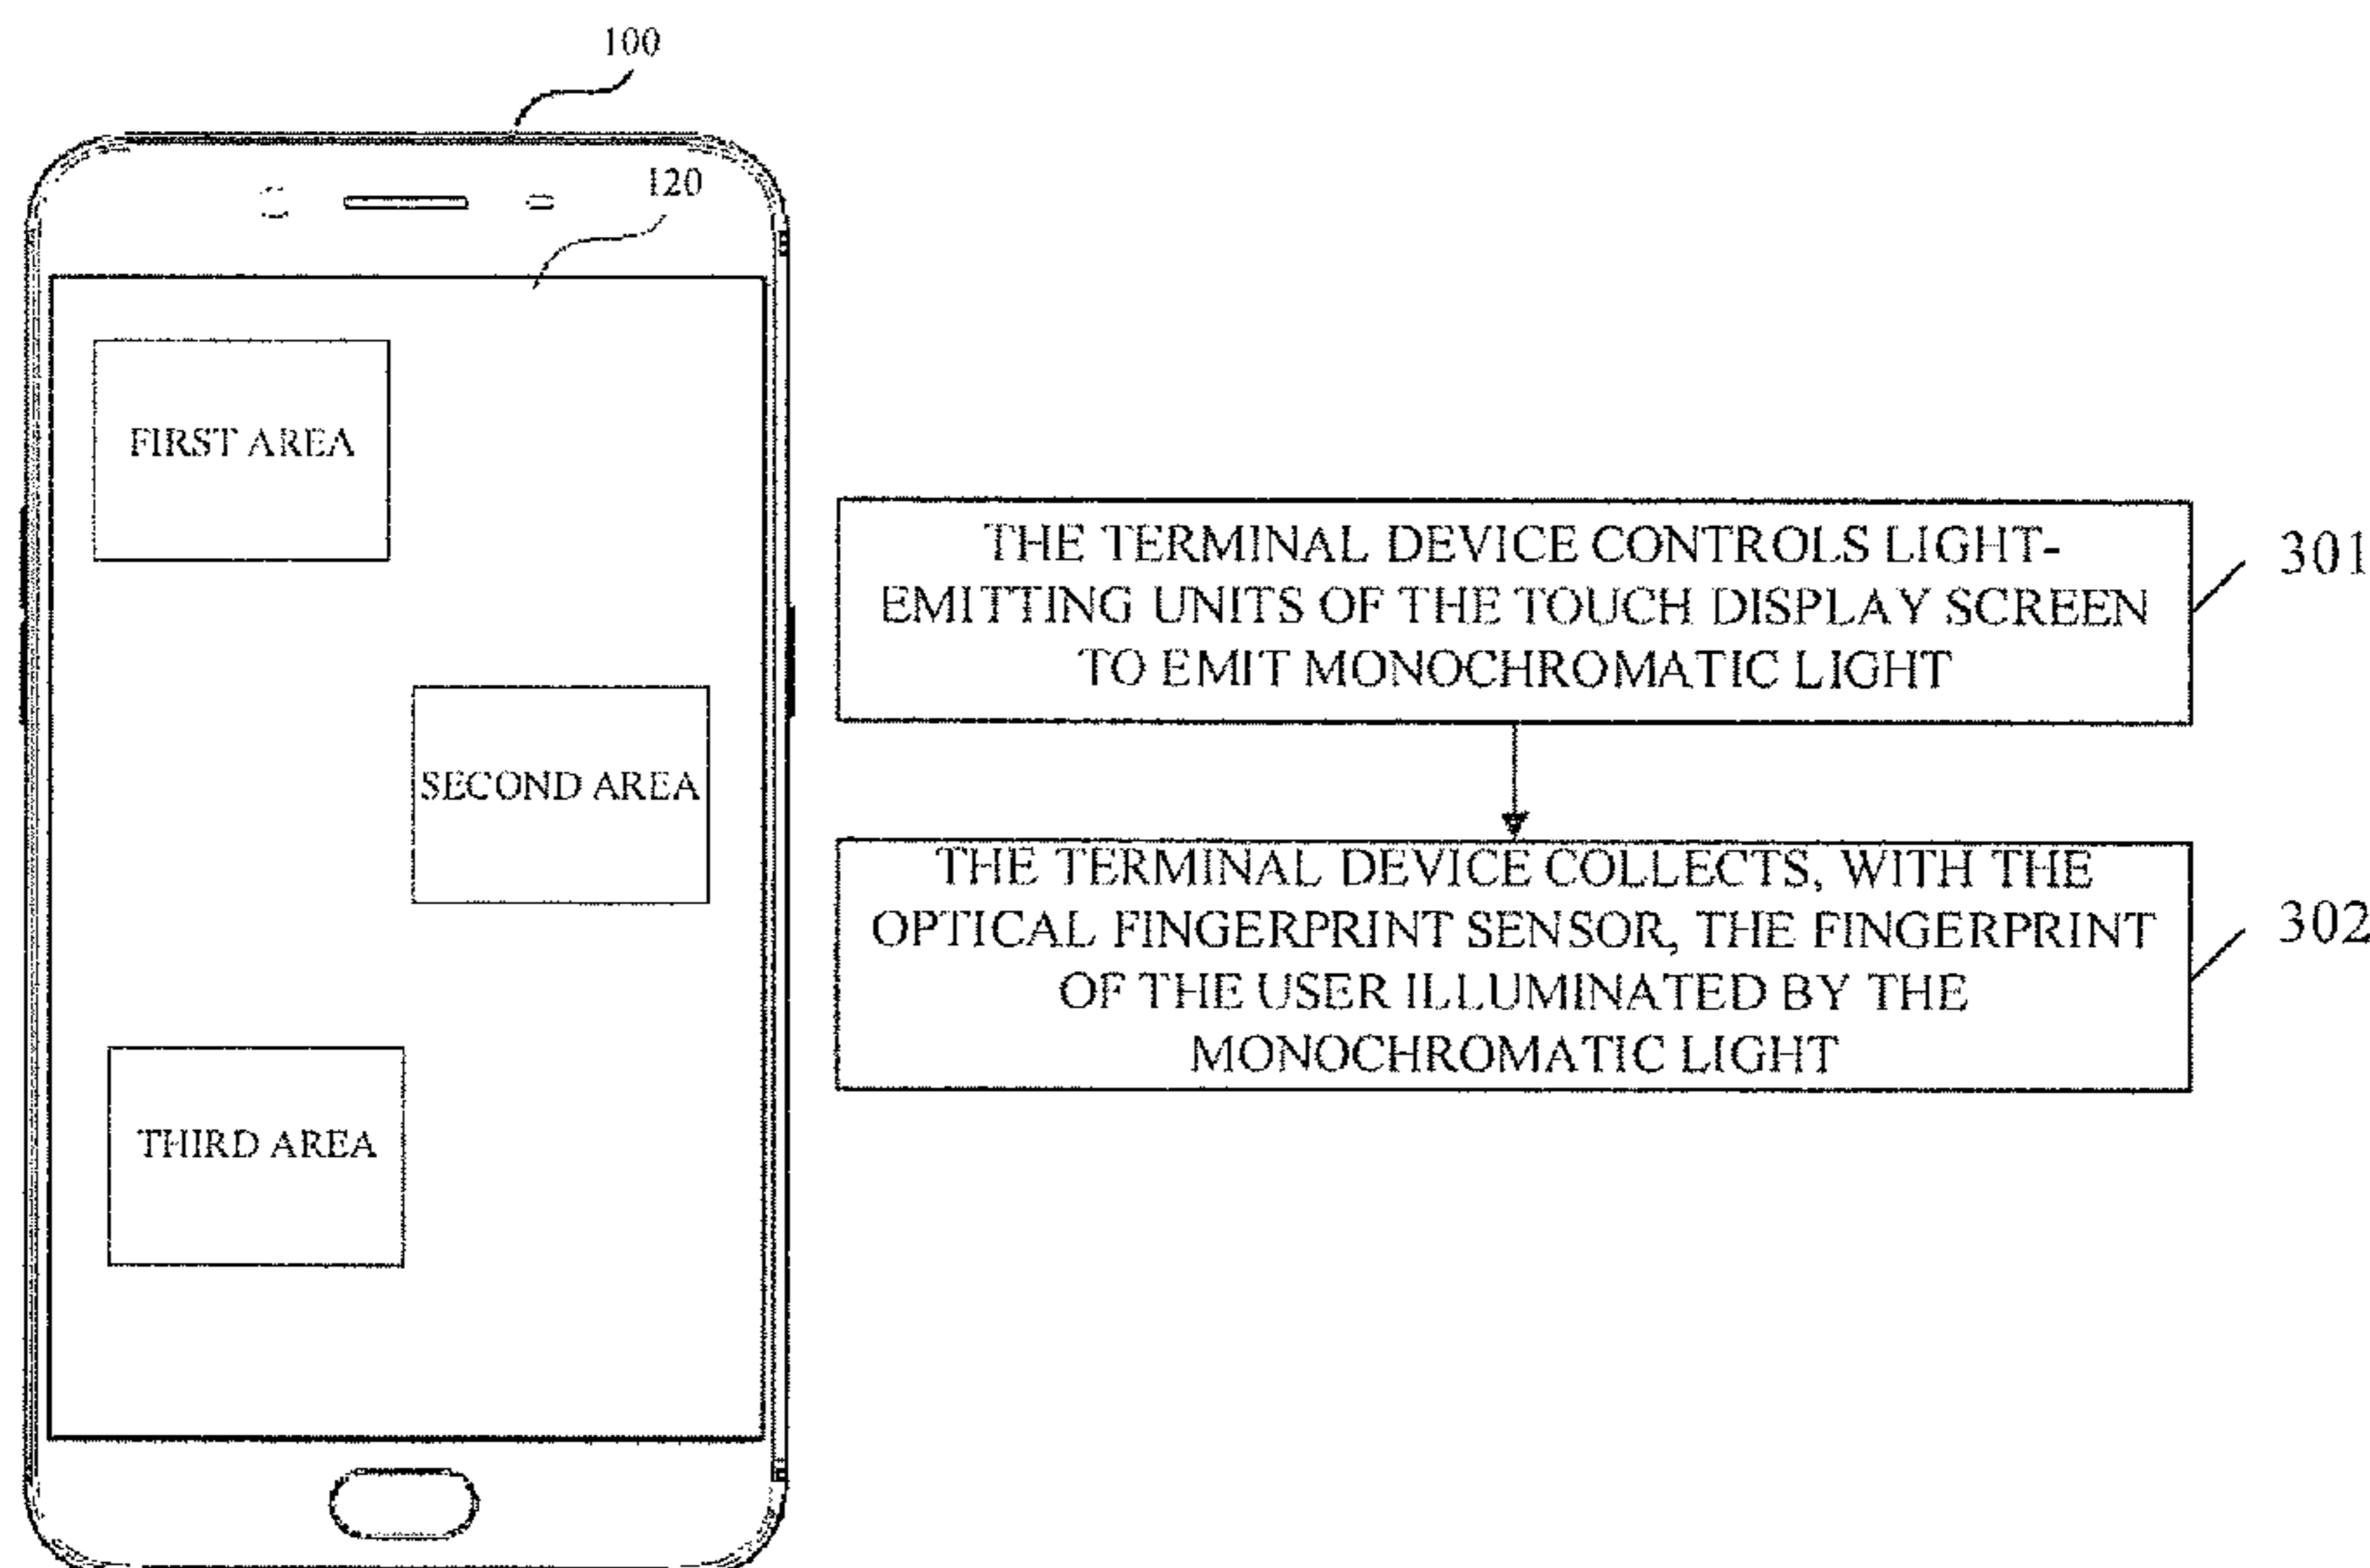 100
120
FIRST AREA
SECOND AREA
THIRD AREA
THE TERMINAL DEVICE CONTROLS LIGHT-
EMITTING UNITS OF THE TOUCH DISPLAY SCREEN
TO EMIT MONOCHROMATIC LIGHT
301
THE TERMINAL DEVICE COLLECTS, WITH THE
OPTICAL FINGERPRINT SENSOR, THE FINGERPRINT
OF THE USER ILLUMINATED BY THE
MONOCHROMATIC LIGHT
302